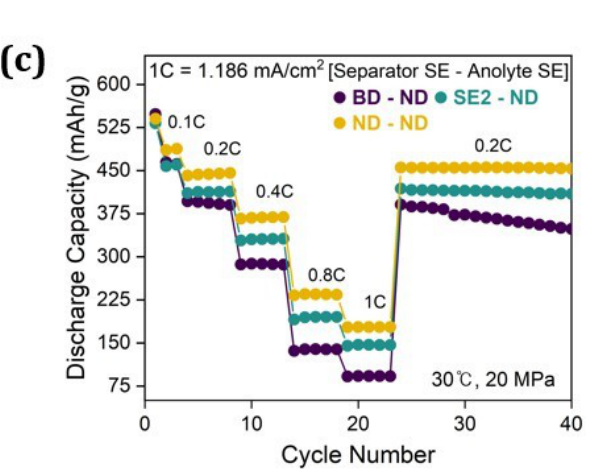 (c)
1C = 1.186 mA/cm² [Separator SE - Anolyte SE]
BD - ND SE2 - ND
ND - ND
0.1C
0.2C
0.4C
0.8C
1C
0.2C
30℃, 20 MPa
Discharge Capacity (mAh/g)
600
525
450
375
300
225
150
75
0 10 20 30 40
Cycle Number